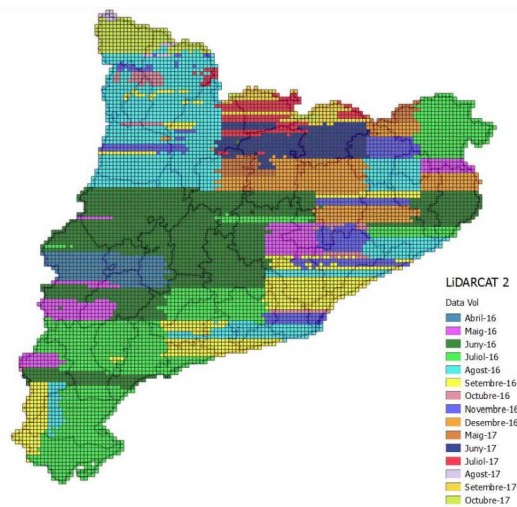 LiDARCAT 2
Data Vol
Abril-16
Maig-16
Juny-16
Juliol-16
Agost-16
Setembre-16
Octubre-16
Novembre-16
Desembre-16
Maig-17
Juny-17
Juliol-17
Agost-17
Setembre-17
Octubre-17